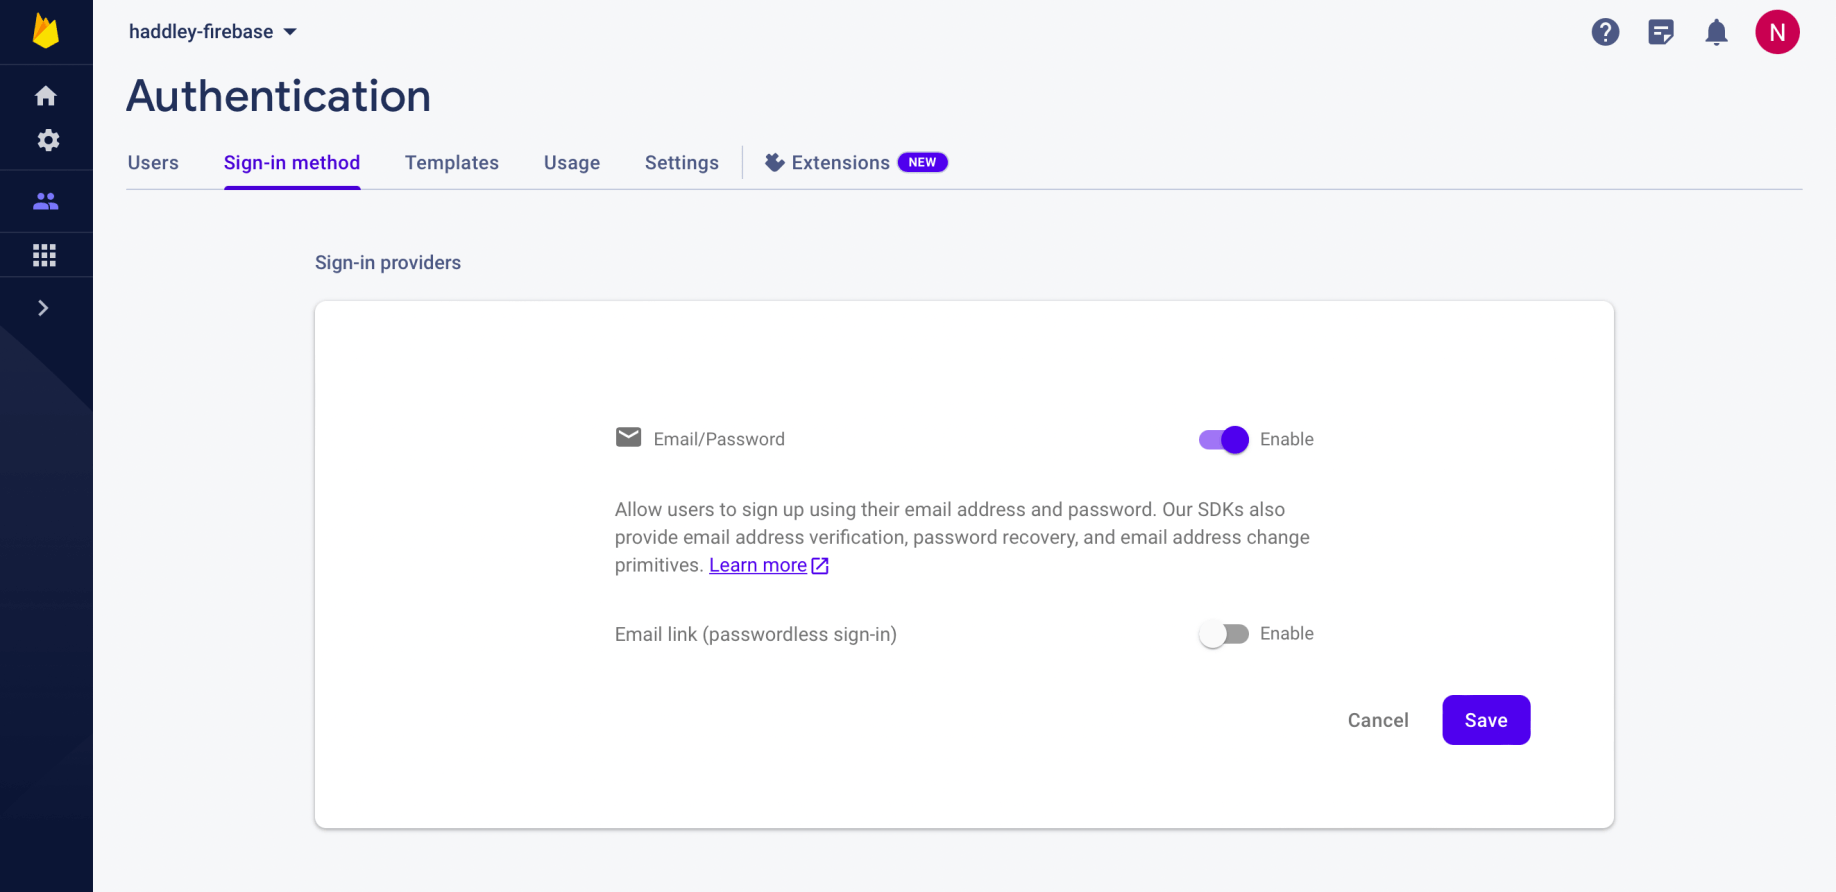 haddley-firebase
N
Authentication
Users Sign-in method Templates Usage Settings Extensions NEW
Sign-in providers
Email/Password Enable
Allow users to sign up using their email address and password. Our SDKs also
provide email address verification, password recovery, and email address change
primitives. Learn more
Email link (passwordless sign-in) Enable
Cancel Save